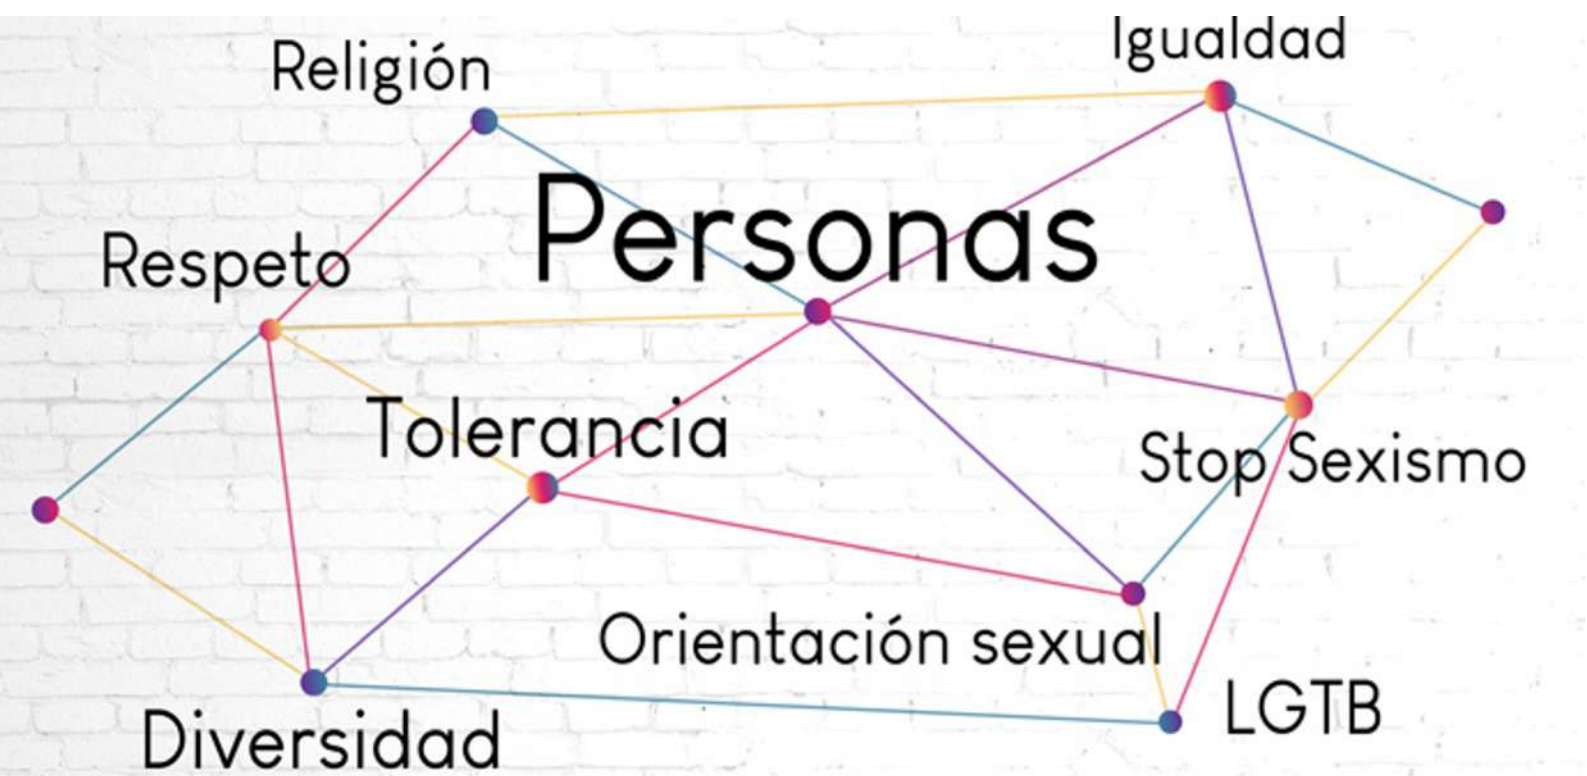 Igualdad
Religión
Personas
Respeto
Tolerancia
Stop Sexismo
Orientación sexual
LGTB
Diversidad